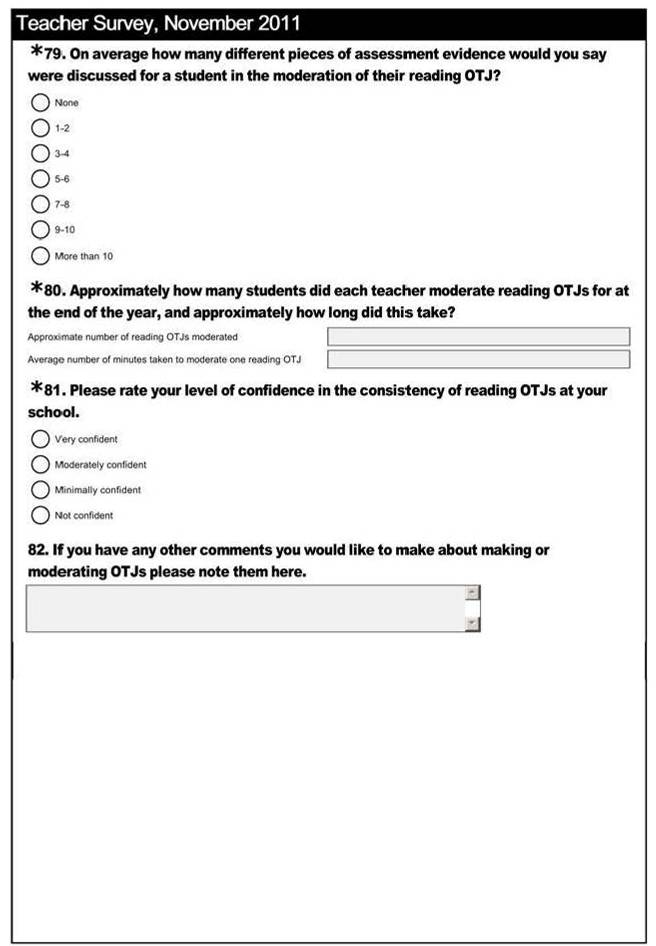 Teacher Survey, November 2011
*79. On average how many different pieces of assessment evidence would you say
were discussed for a student in the moderation of their reading OTJ?
None
1-2
3-4
5-6
7-8
9-10
More than 10
*80. Approximately how many students did each teacher moderate reading OTJs for at
the end of the year, and approximately how long did this take?
Approximate number of reading OTJs moderated
Average number of minutes taken to moderate one reading OTJ
*81. Please rate your level of confidence in the consistency of reading OTJs at your
school.
Very confident
Moderately confident
Minimally confident
Not confident
82. If you have any other comments you would like to make about making or
moderating OTJs please note them here.